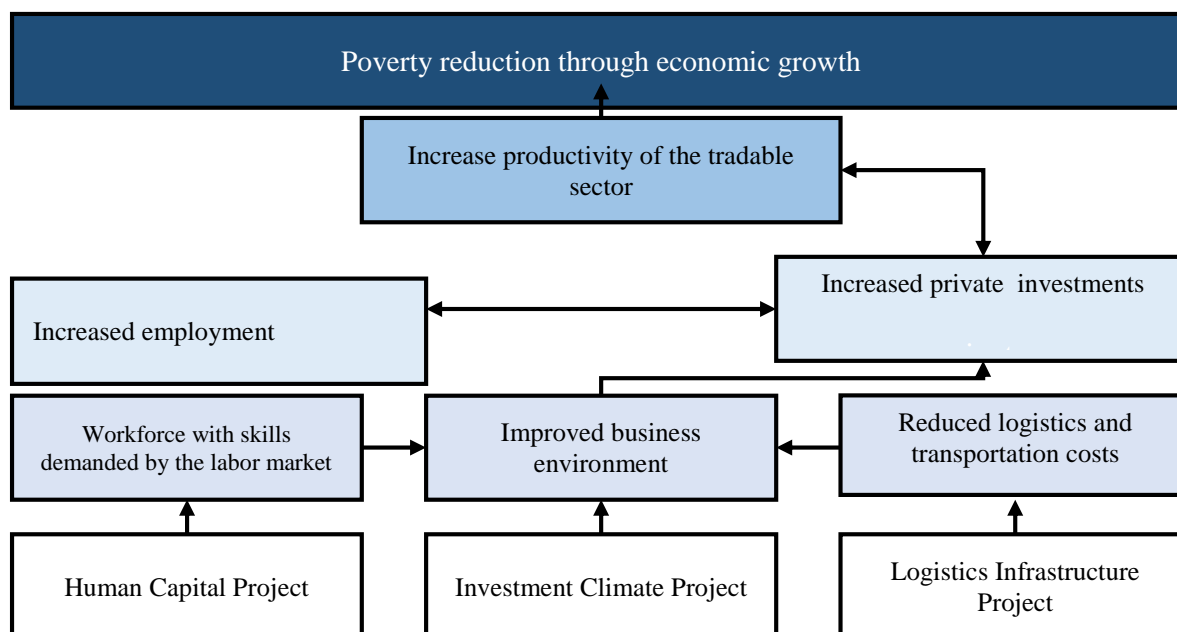 Poverty reduction through economic growth
Increase productivity of the tradable
sector
Increased private  investments
Increased employment
Workforce with skills
demanded by the labor market
Improved business
environment
Reduced logistics and
transportation costs
Human Capital Project
Investment Climate Project
Logistics Infrastructure
Project